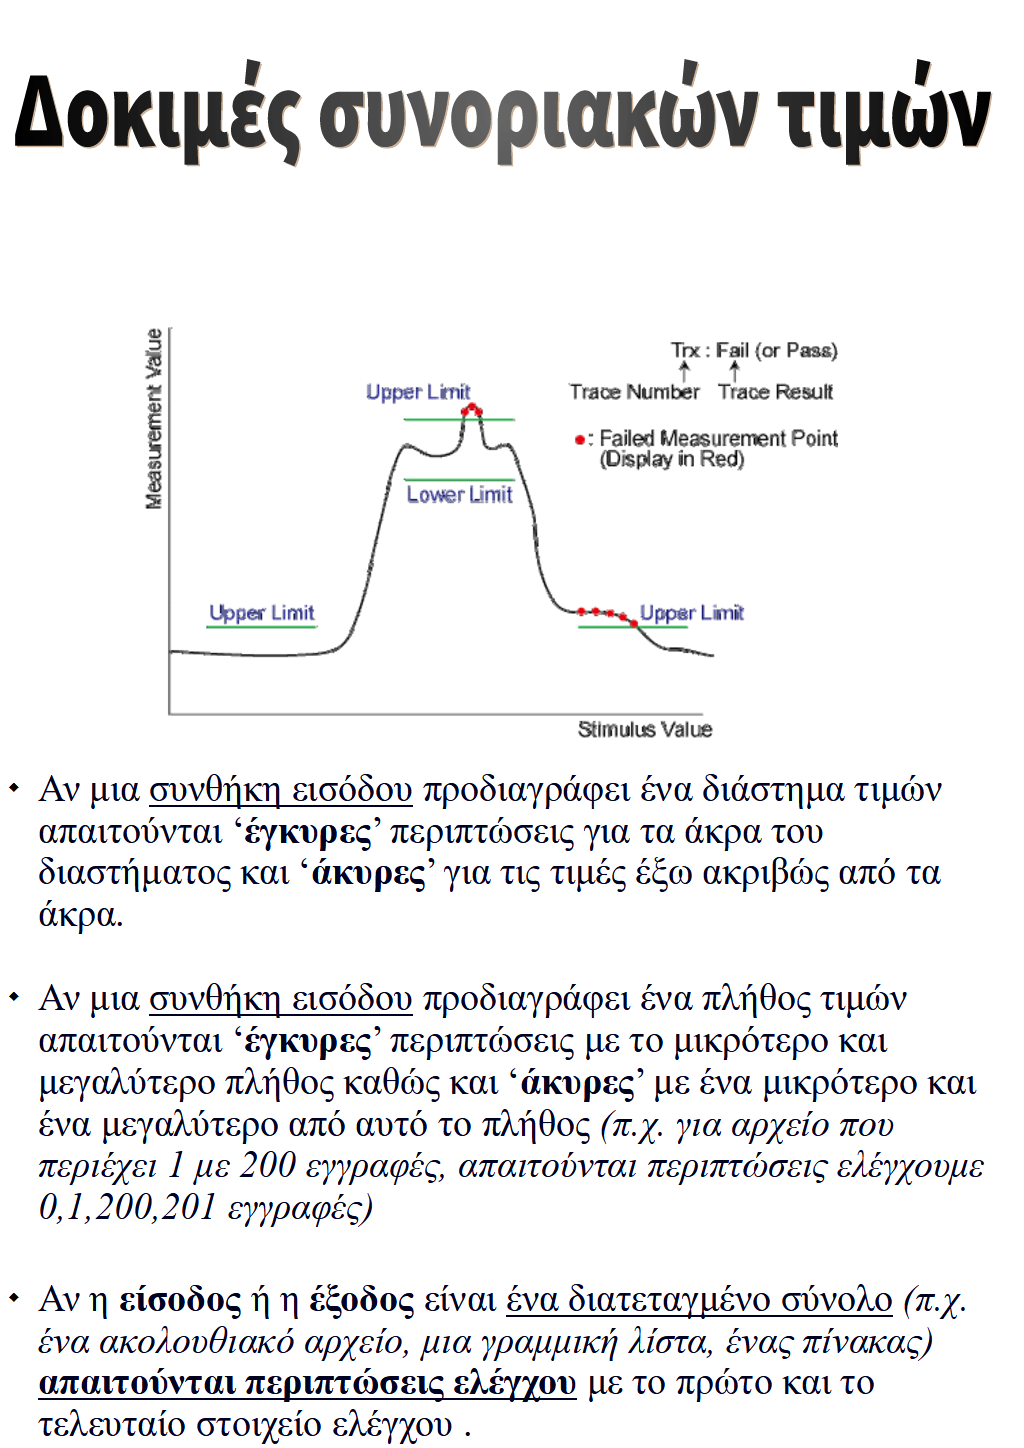 Δοκιμές συνοριακών τιμών
Measurement Value
Trx : Fail (or Pass)
Upper Limit
Trace Number Trace Result
: Failed Measurement Point
(Display in Red)
Lower Limit
Upper Limit
Upper Limit
Stimulus Value
• Αν μια συνθήκη εισόδου προδιαγράφει ένα διάστημα τιμών
απαιτούνται ‘έγκυρες’ περιπτώσεις για τα άκρα του
διαστήματος και ‘άκυρες’ για τις τιμές έξω ακριβώς από τα
άκρα.
• Αν μια συνθήκη εισόδου προδιαγράφει ένα πλήθος τιμών
απαιτούνται ‘έγκυρες’ περιπτώσεις με το μικρότερο και
μεγαλύτερο πλήθος καθώς και ‘άκυρες’ με ένα μικρότερο και
ένα μεγαλύτερο από αυτό το πλήθος (π.χ. για αρχείο που
περιέχει 1 με 200 εγγραφές, απαιτούνται περιπτώσεις ελέγχουμε
0,1,200,201 εγγραφές)
• Αν η είσοδος ή η έξοδος είναι ένα διατεταγμένο σύνολο (π.χ.
ένα ακολουθιακό αρχείο, μια γραμμική λίστα, ένας πίνακας)
απαιτούνται περιπτώσεις ελέγχου με το πρώτο και το
τελευταίο στοιχείο ελέγχου .